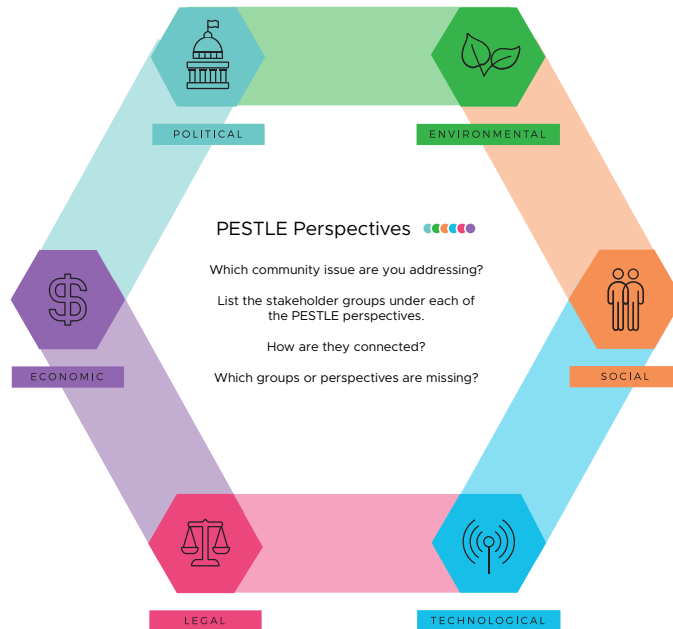 POLITICAL
ENVIRONMENTAL
PESTLE Perspectives
Which community issue are you addressing?
List the stakeholder groups under each of
the PESTLE perspectives.
How are they connected?
Which groups or perspectives are missing?
ECONOMIC
SOCIAL
LEGAL
TECHNOLOGICAL